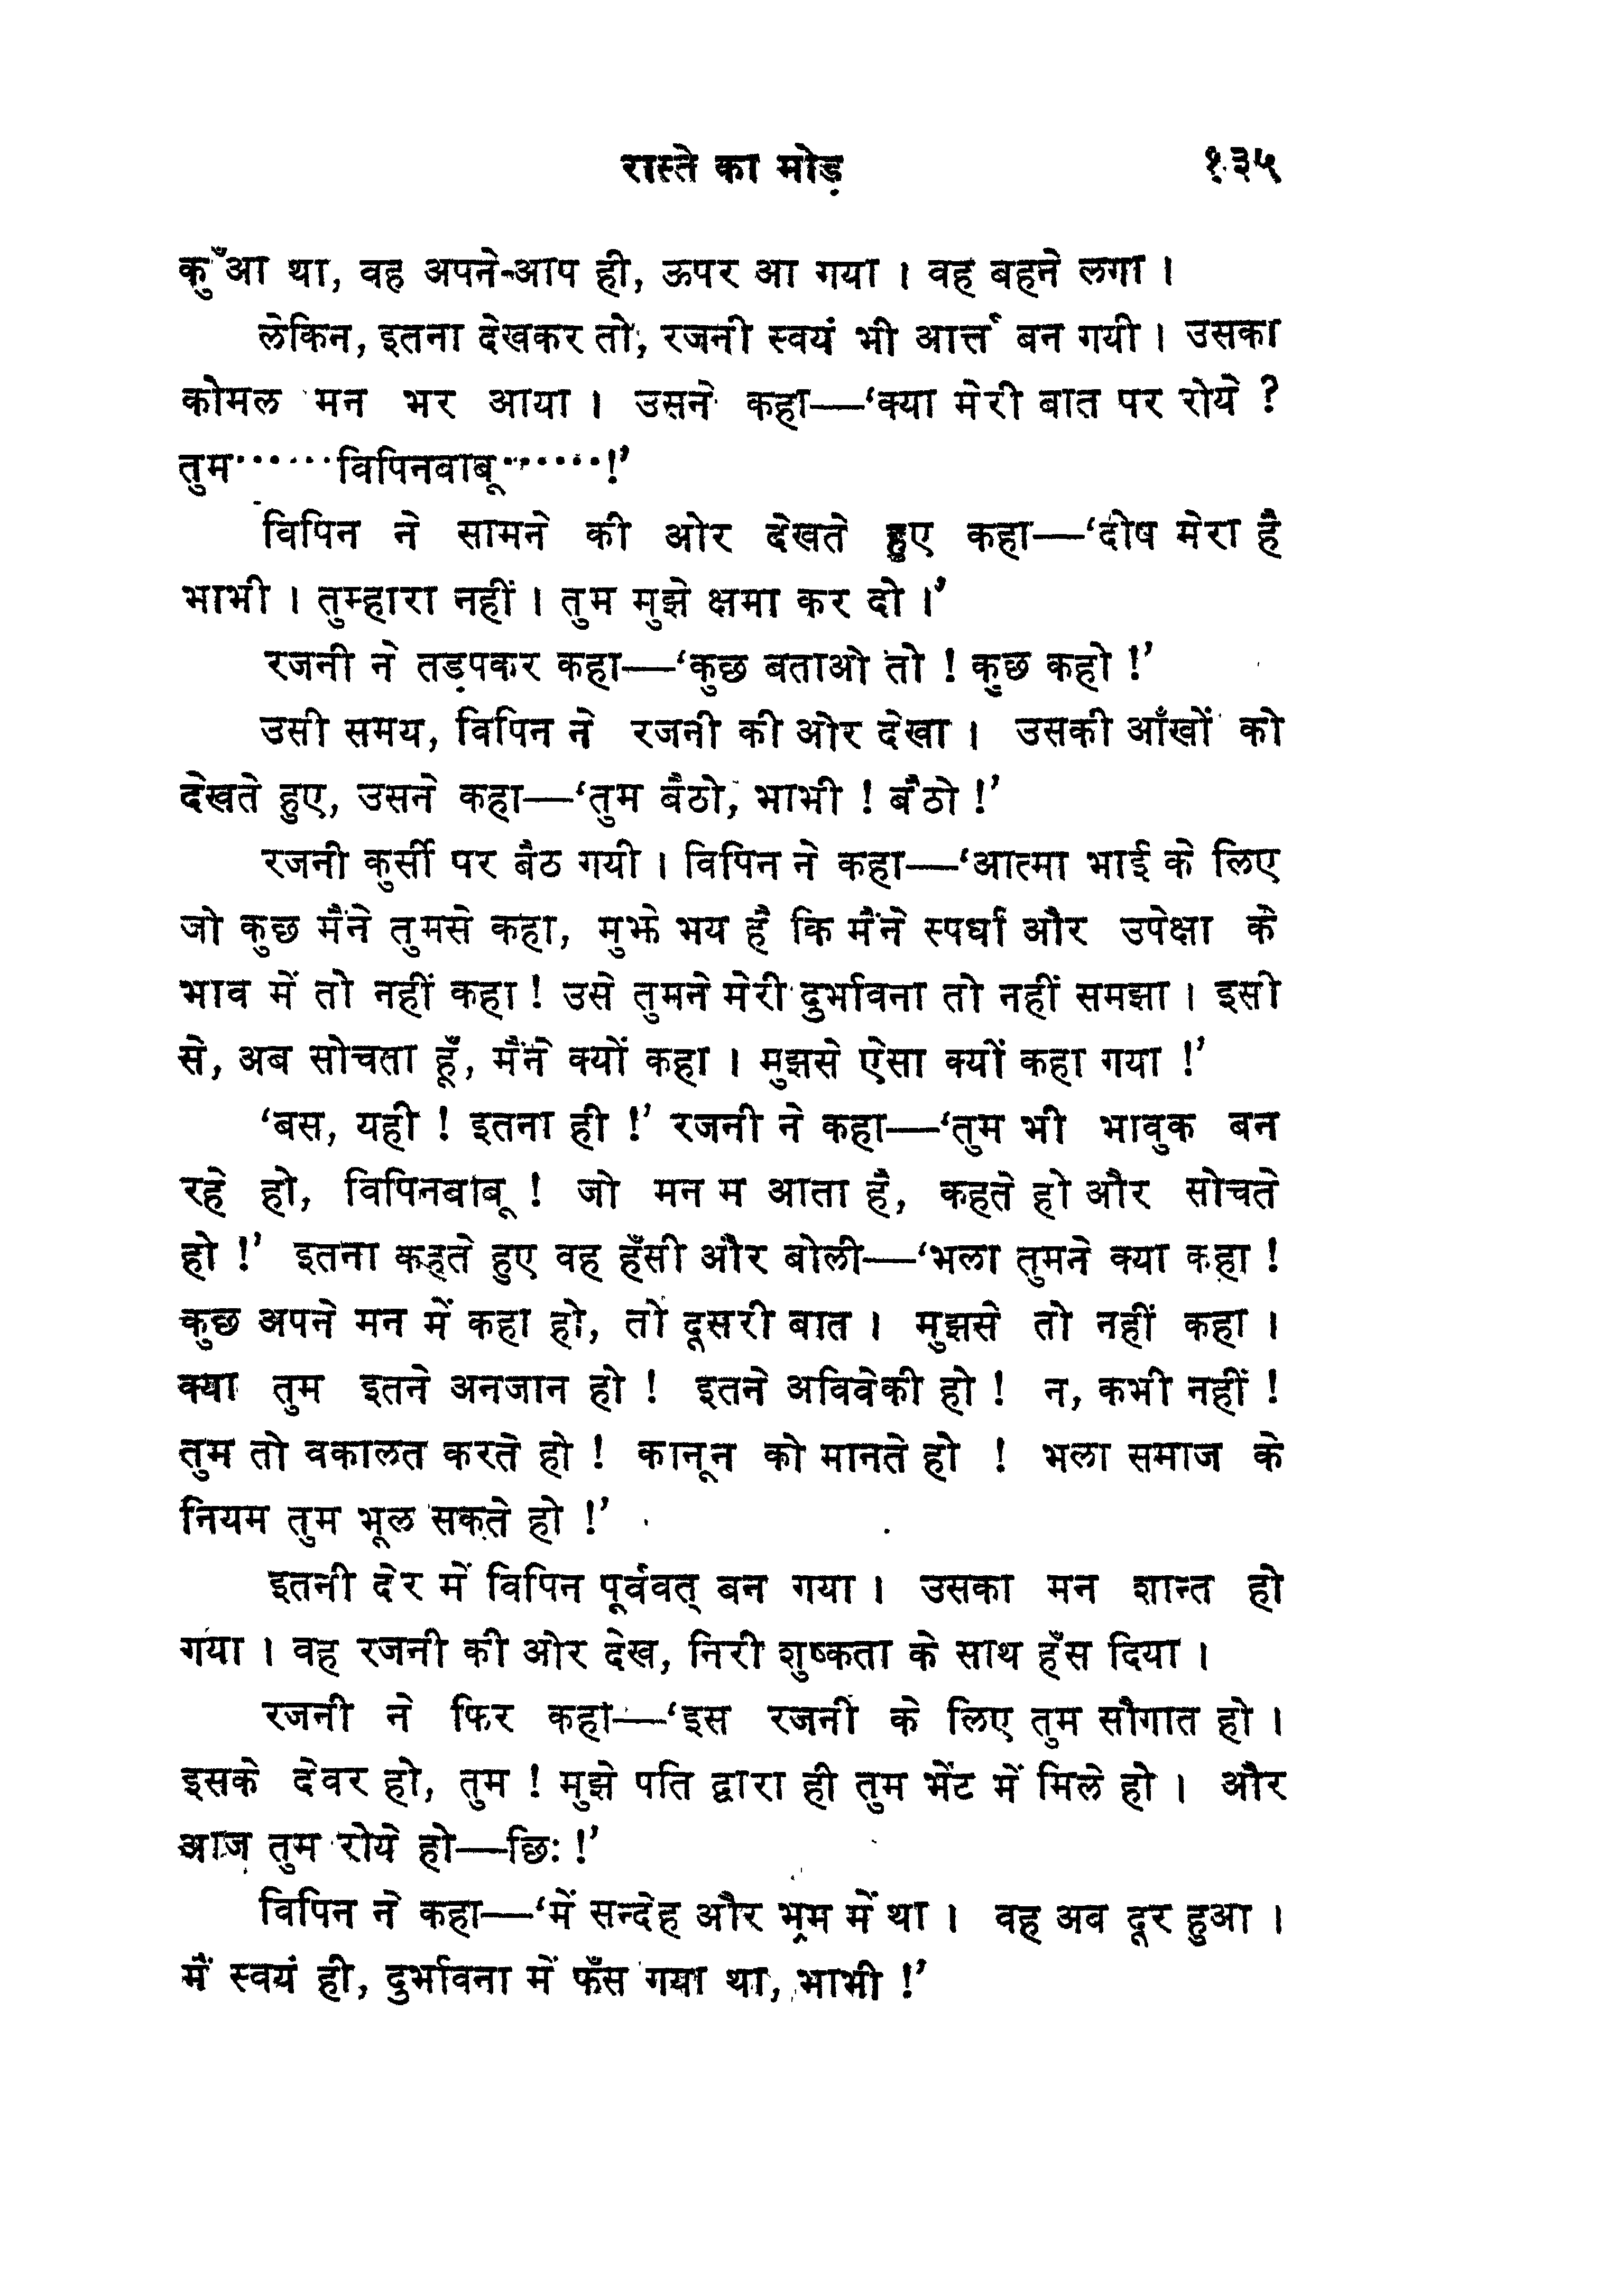 रास्ते का मोड़ १३५
कुँआ था, वह अपने-आप ही, ऊपर आ गया । वह बहने लगा ।
लेकिन, इतना देखकर तो, रजनी स्वयं भी आर्त्त बन गयी । उसका
कोमल मन भर आया । उसने कहा—‘क्या मेरी बात पर रोये ?
तुम······विपिनवाबू······!’
विपिन ने सामने की ओर देखते हुए कहा—‘दोष मेरा है
भाभी । तुम्हारा नहीं । तुम मुझे क्षमा कर दो ।’
रजनी ने तड़पकर कहा—‘कुछ बताओ तो ! कुछ कहो !’
उसी समय, विपिन ने रजनी की ओर देखा । उसकी आँखों को
देखते हुए, उसने कहा—‘तुम बैठो, भाभी ! बैठो !’
रजनी कुर्सी पर बैठ गयी । विपिन ने कहा—‘आत्मा भाई के लिए
जो कुछ मैंने तुमसे कहा, मुझे भय है कि मैंने स्पर्धा और उपेक्षा के
भाव में तो नहीं कहा ! उसे तुमने मेरी दुर्भावना तो नहीं समझा । इसी
से, अब सोचता हूँ, मैंने क्यों कहा । मुझसे ऐसा क्यों कहा गया !’
‘बस, यही ! इतना ही !’ रजनी ने कहा—‘तुम भी भावुक बन
रहे हो, विपिनबाबू ! जो मन म आता है, कहते हो और सोचते
हो !’ इतना कहते हुए वह हँसी और बोली—‘भला तुमने क्या कहा !
कुछ अपने मन में कहा हो, तो दूसरी बात । मुझसे तो नहीं कहा ।
क्या तुम इतने अनजान हो ! इतने अविवेकी हो ! न, कभी नहीं !
तुम तो वकालत करते हो ! कानून को मानते हो ! भला समाज के
नियम तुम भूल सकते हो !’
इतनी देर में विपिन पूर्ववत् बन गया । उसका मन शान्त हो
गया । वह रजनी की ओर देख, निरी शुष्कता के साथ हँस दिया ।
रजनी ने फिर कहा—‘इस रजनी के लिए तुम सौगात हो ।
इसके देवर हो, तुम ! मुझे पति द्वारा ही तुम भेंट में मिले हो । और
आज तुम रोये हो—छिः !’
विपिन ने कहा—‘में सन्देह और भ्रम में था । वह अव दूर हुआ ।
मैं स्वयं ही, दुर्भावना में फँस गया था, भाभी !’